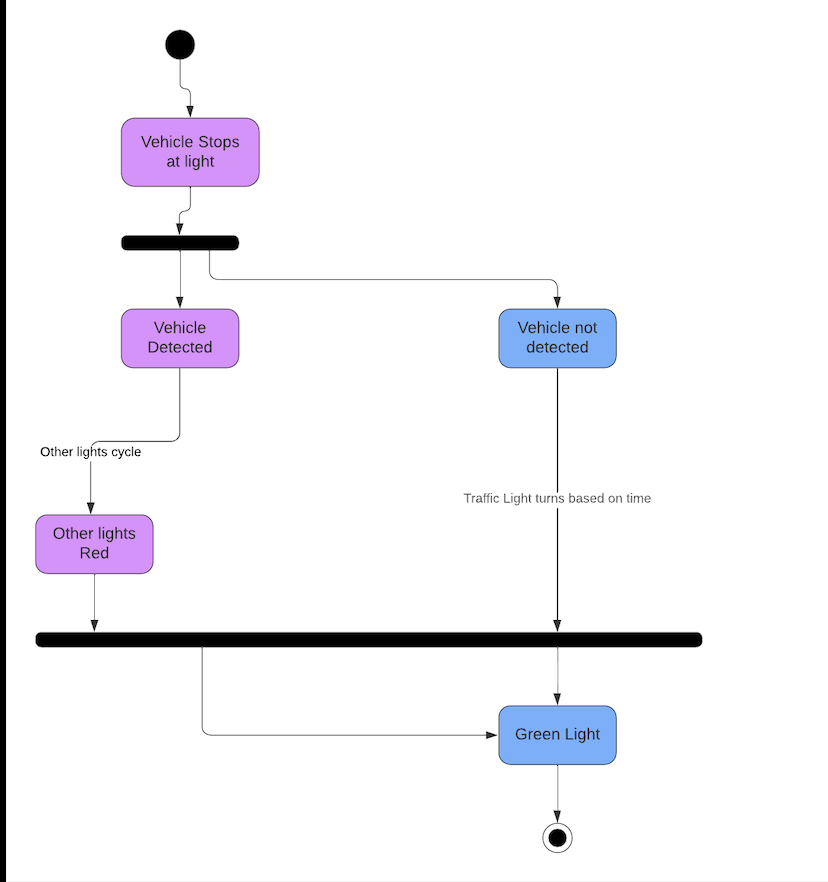 Vehicle Stops
at light
Vehicle
Detected
Vehicle not
detected
Other lights cycle
Traffic Light turns based on time
Other lights
Red
Green Light